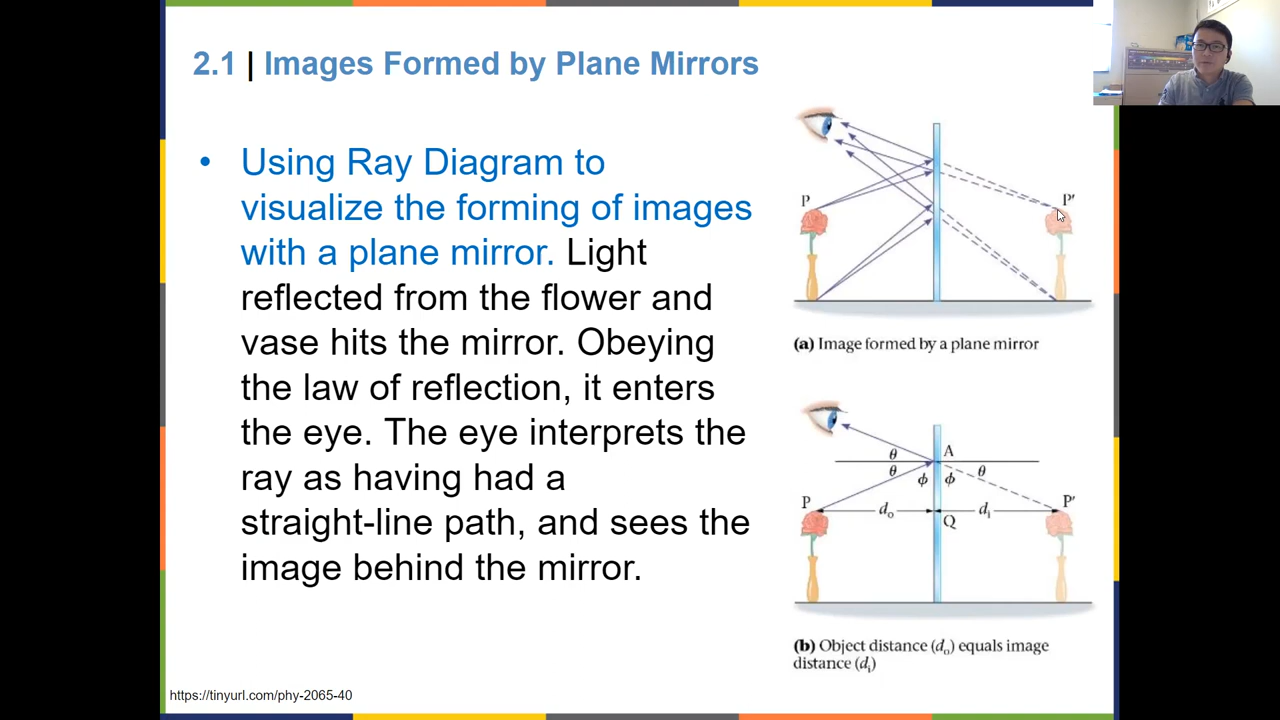 2.1 | Images Formed by Plane Mirrors
• Using Ray Diagram to
visualize the forming of images
with a plane mirror. Light
reflected from the flower and
vase hits the mirror. Obeying
the law of reflection, it enters
the eye. The eye interprets the
ray as having had a
straight-line path, and sees the
image behind the mirror.
P P'
(a) Image formed by a plane mirror
θ A
θ ϕ ϕ θ
P do Q di P'
(b) Object distance (do) equals image
distance (di)
https://tinyurl.com/phy-2065-40